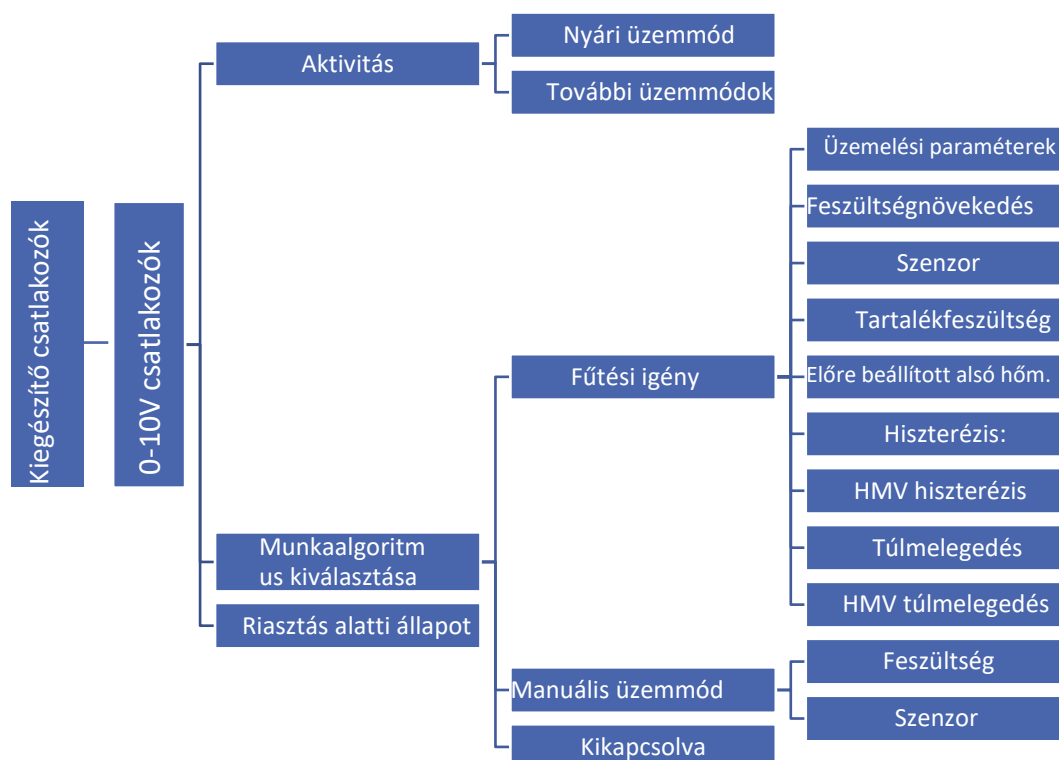 Kiegészítő csatlakozók
0-10V csatlakozók
Aktivitás
Nyári üzemmód
További üzemmódok
Munkaalgoritm
us kiválasztása
Fűtési igény
Üzemelési paraméterek
Feszültségnövekedés
Szenzor
Tartalékfeszültség
Előre beállított alsó hőm.
Hiszterézis:
HMV hiszterézis
Túlmelegedés
HMV túlmelegedés
Manuális üzemmód
Feszültség
Szenzor
Kikapcsolva
Riasztás alatti állapot